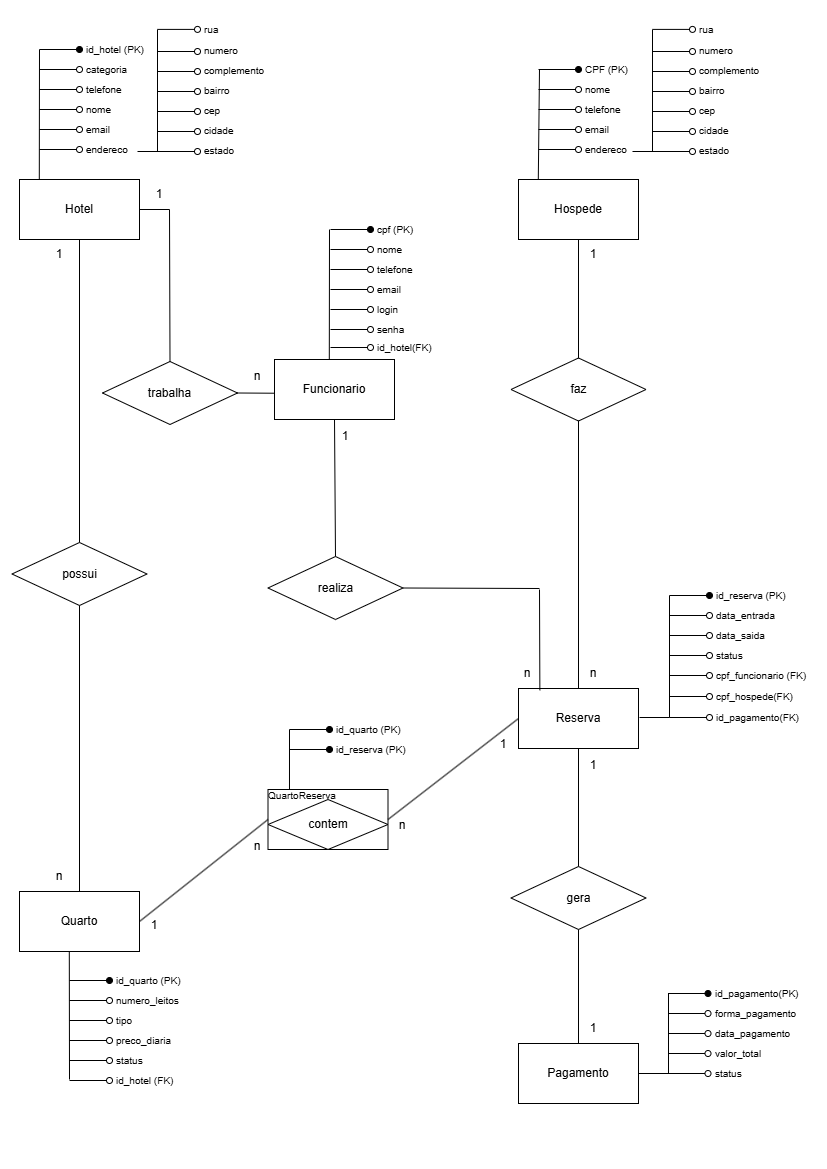 id_hotel (PK)
categoria
telefone
nome
email
endereco
rua
numero
complemento
bairro
cep
cidade
estado
Hotel
1
1
CPF (PK)
nome
telefone
email
endereco
rua
numero
complemento
bairro
cep
cidade
estado
Hospede
1
cpf (PK)
nome
telefone
email
login
senha
id_hotel(FK)
trabalha
n
Funcionario
1
faz
possui
realiza
n
n
id_reserva (PK)
data_entrada
data_saida
status
cpf_funcionario (FK)
cpf_hospede(FK)
id_pagamento(FK)
Reserva
1
1
id_quarto (PK)
id_reserva (PK)
QuartoReserva
contem
n
n
n
Quarto
1
gera
id_quarto (PK)
numero_leitos
tipo
preco_diaria
status
id_hotel (FK)
1
id_pagamento(PK)
forma_pagamento
data_pagamento
valor_total
status
Pagamento